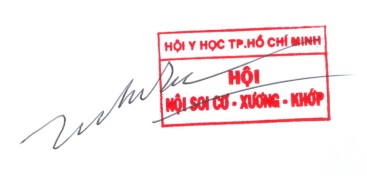 HỘI Y HỌC TP.HỒ CHÍ MINH
HỘI
NỘI SOI CƠ - XƯƠNG - KHỚP